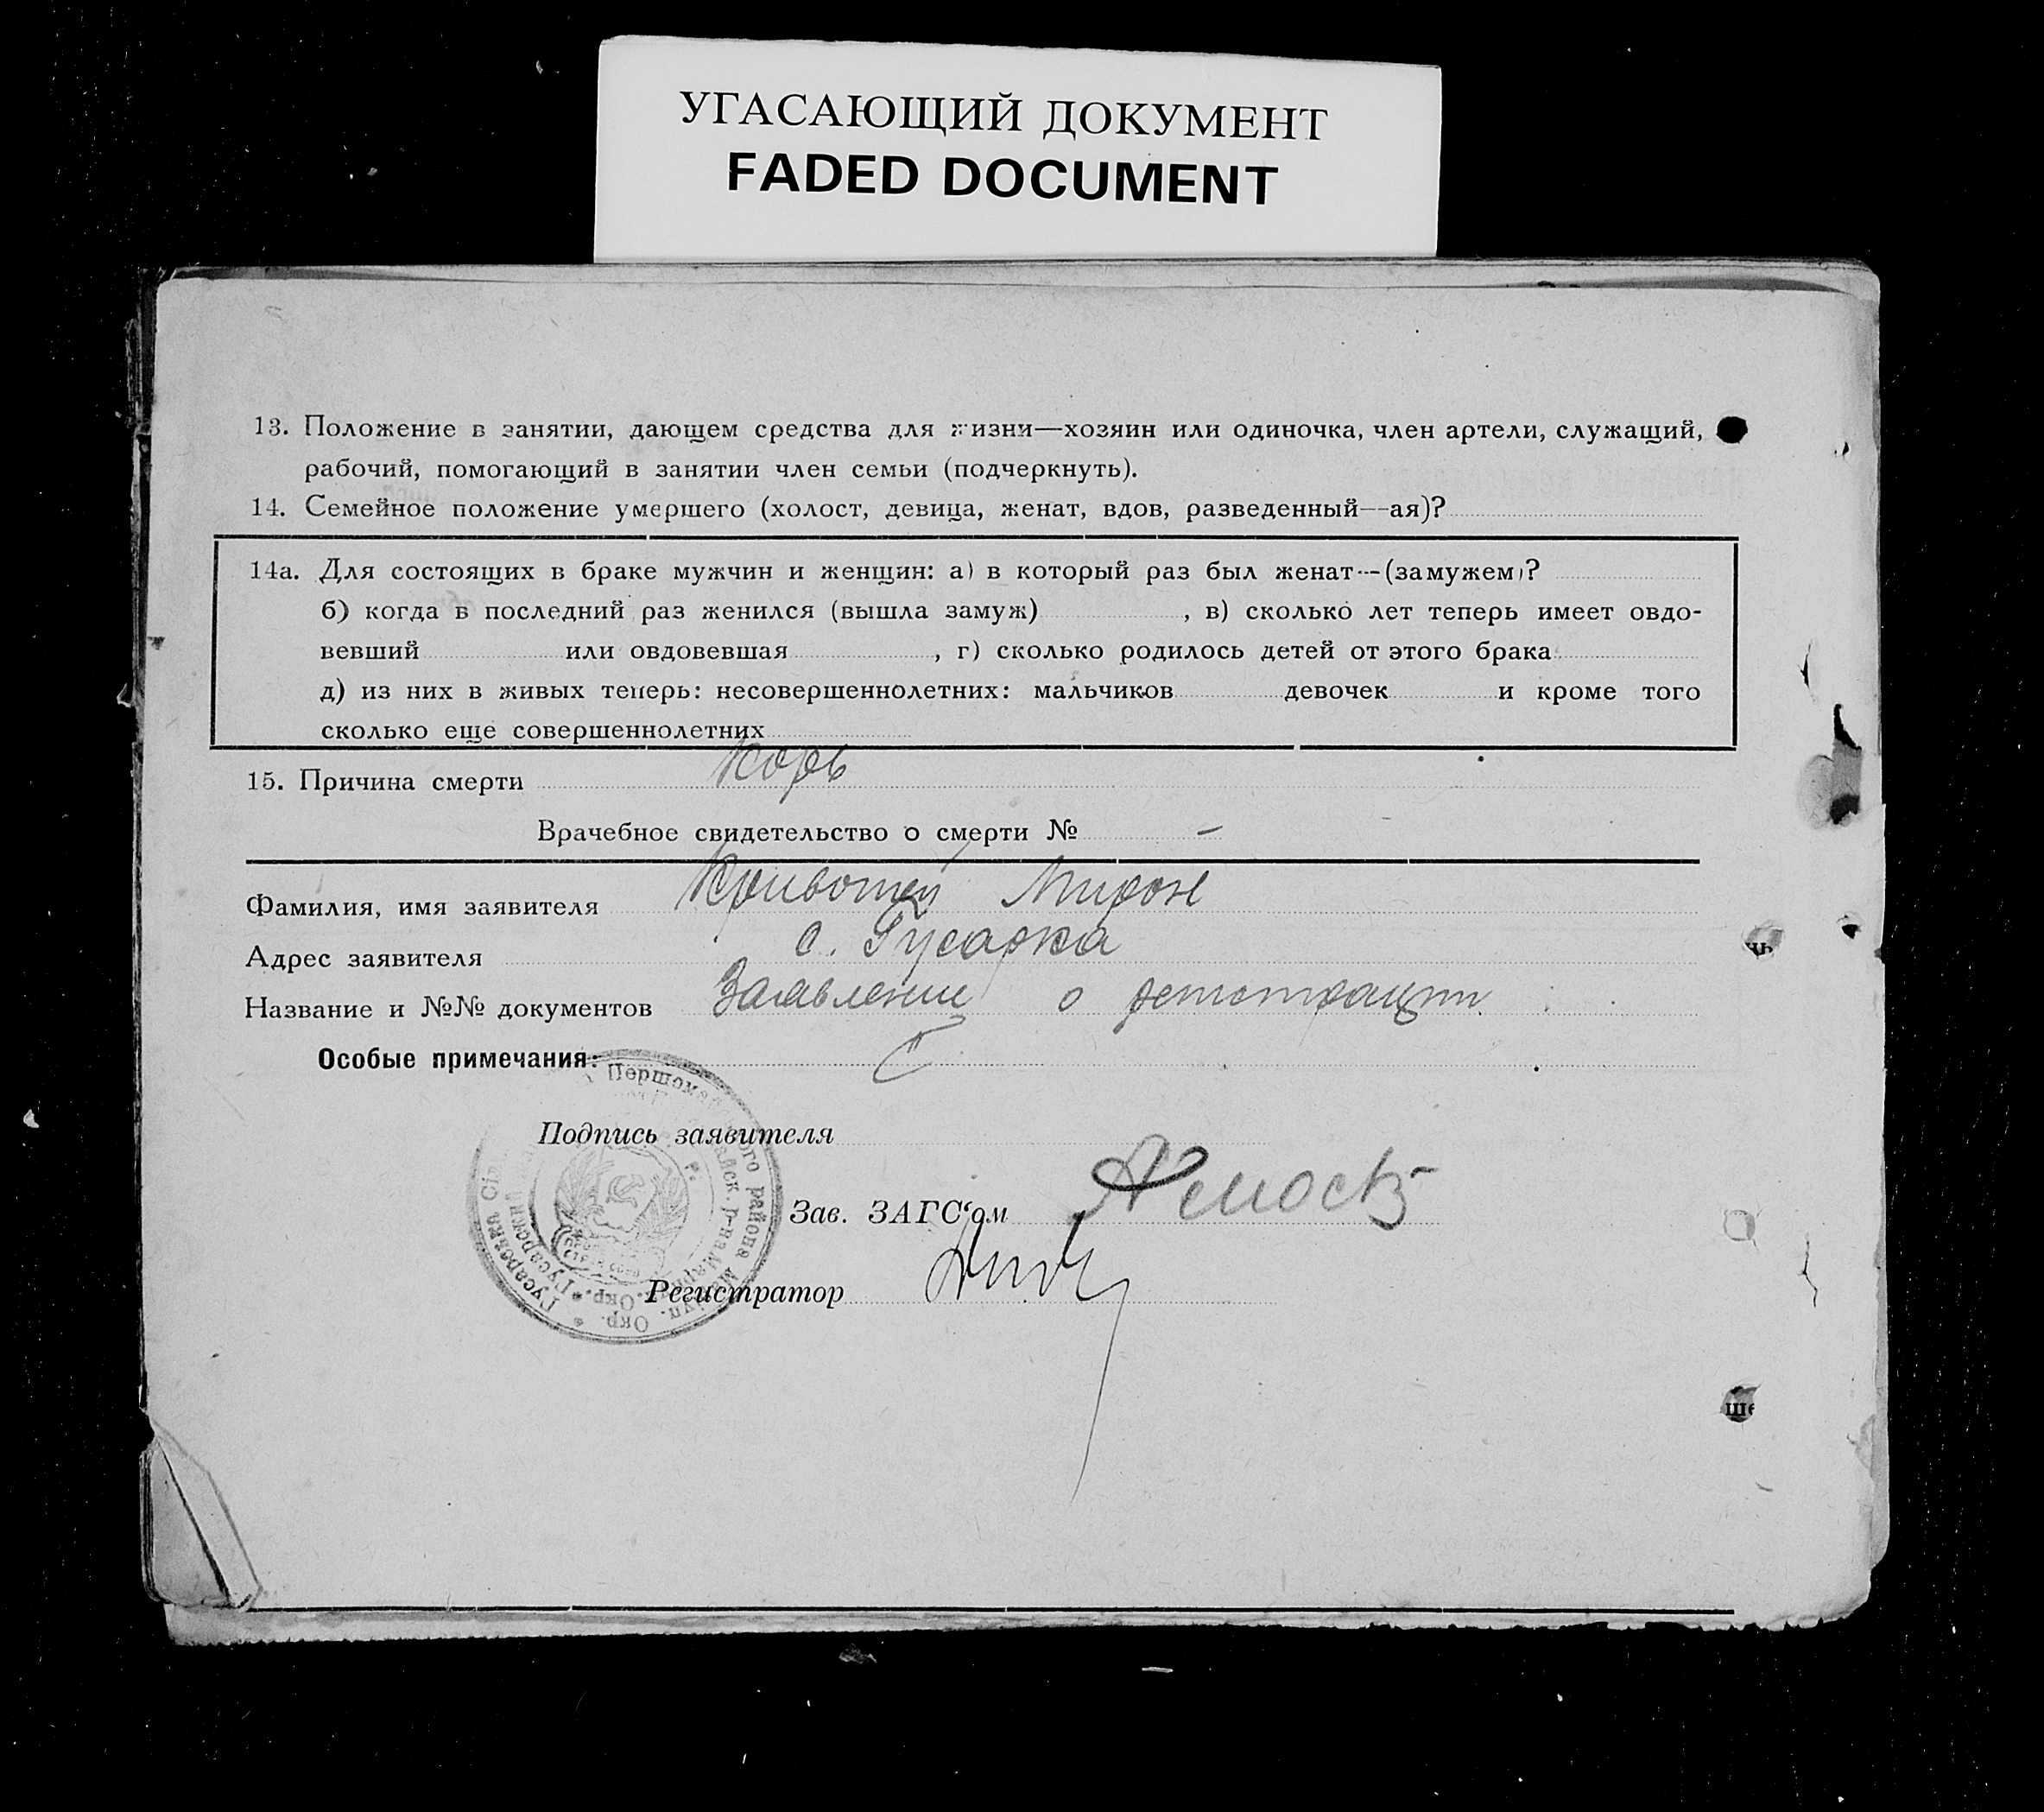 УГАСАЮЩИЙ ДОКУМЕНТ
FADED DOCUMENT
13. Положение в занятии, дающем средства для жизни—хозяин или одиночка, член артели, служащий,
рабочий, помогающий в занятии член семьи (подчеркнуть).
14. Семейное положение умершего (холост, девица, женат, вдов, разведенный—ая)?
14а. Для состоящих в браке мужчин и женщин: а) в который раз был женат—(замужем)?
б) когда в последний раз женился (вышла замуж) , в) сколько лет теперь имеет овдо-
вевший или овдовевшая , г) сколько родилось детей от этого брака
д) из них в живых теперь: несовершеннолетних: мальчиков девочек и кроме того
сколько еще совершеннолетних
15. Причина смерти Корь
Врачебное свидетельство о смерти № –
Фамилия, имя заявителя Мирон
Адрес заявителя с. Гусарка
Название и №№ документов Заявление о
Особые примечания:
Подпись заявителя
Зав. ЗАГС‘ом
Регистратор
чь
ше